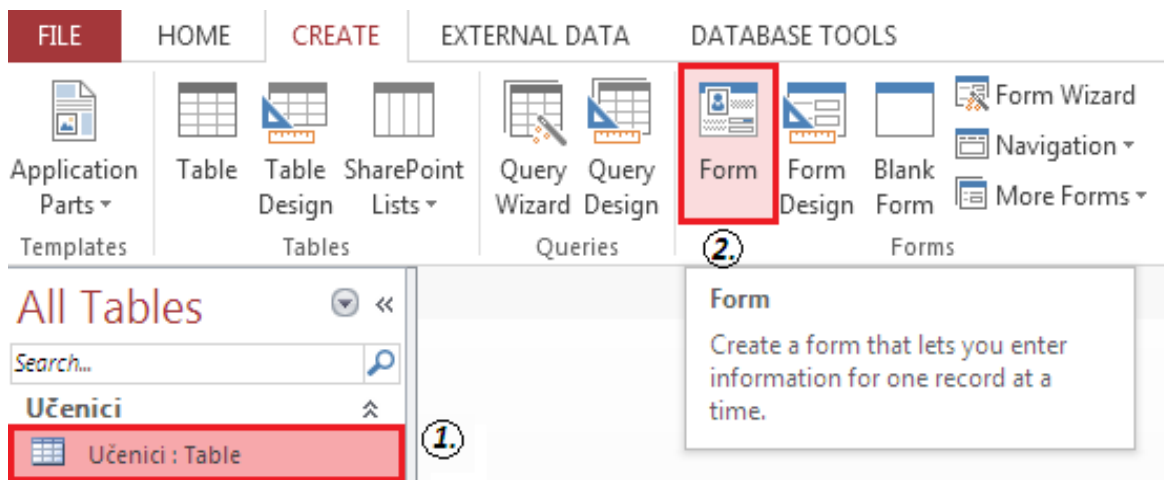 FILE HOME CREATE EXTERNAL DATA DATABASE TOOLS
Application Parts
Table
Table Design
SharePoint Lists
Query Wizard
Query Design
Form
Form Design
Blank Form
Form Wizard
Navigation
More Forms
Templates Tables Queries Forms
2.
All Tables «
Search...
Učenici
Učenici : Table
1.
Form
Create a form that lets you enter
information for one record at a
time.